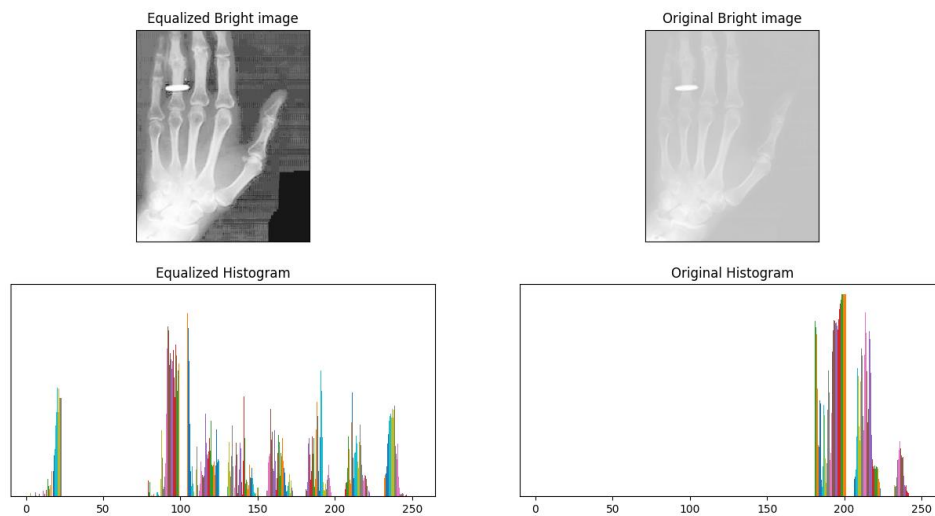 Equalized Bright image
Original Bright image
Equalized Histogram
Original Histogram
0 50 100 150 200 250
0 50 100 150 200 250